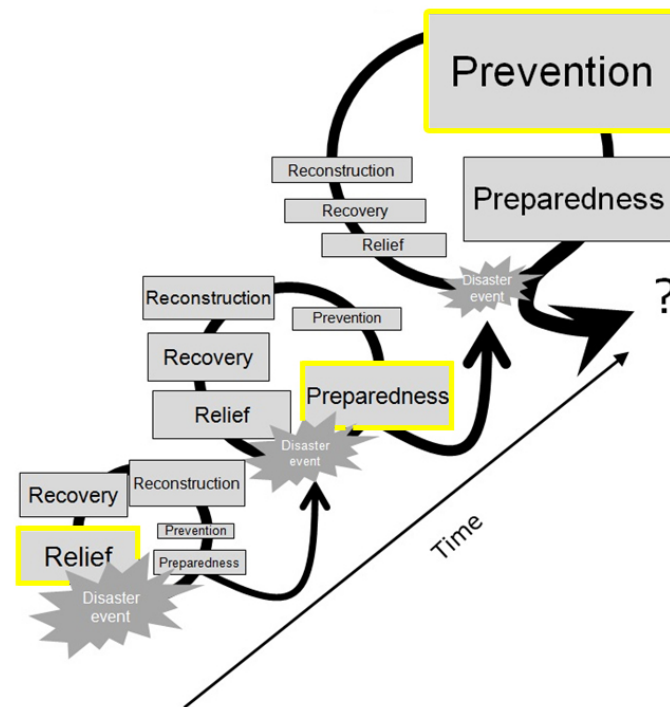 Prevention
Reconstruction
Preparedness
Recovery
Relief
Disaster
event
?
Reconstruction
Prevention
Recovery
Preparedness
Relief
Disaster
event
Time
Reconstruction
Recovery
Prevention
Relief
Preparedness
Disaster
event